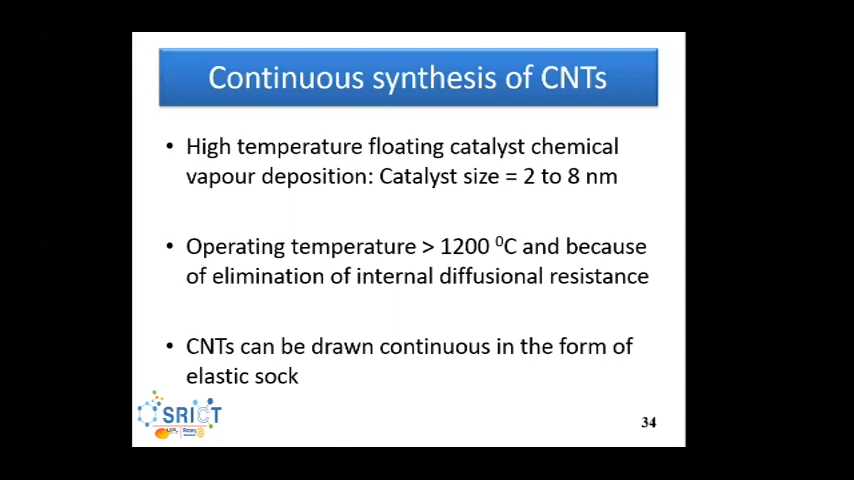 Continuous synthesis of CNTs
• High temperature floating catalyst chemical
vapour deposition: Catalyst size = 2 to 8 nm
• Operating temperature > 1200 ⁰C and because
of elimination of internal diffusional resistance
• CNTs can be drawn continuous in the form of
elastic sock
SRICT
UPL Rotary
34